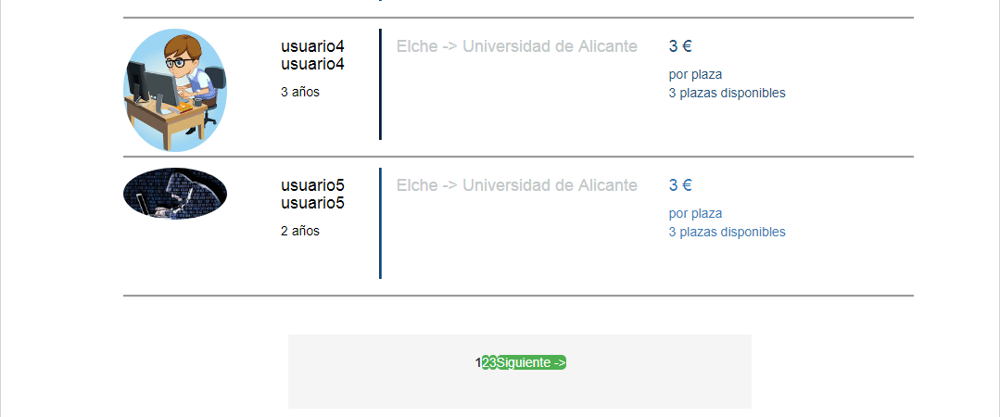 usuario4
usuario4
3 años
Elche -> Universidad de Alicante
3 €
por plaza
3 plazas disponibles
usuario5
usuario5
2 años
Elche -> Universidad de Alicante
3 €
por plaza
3 plazas disponibles
123Siguiente ->